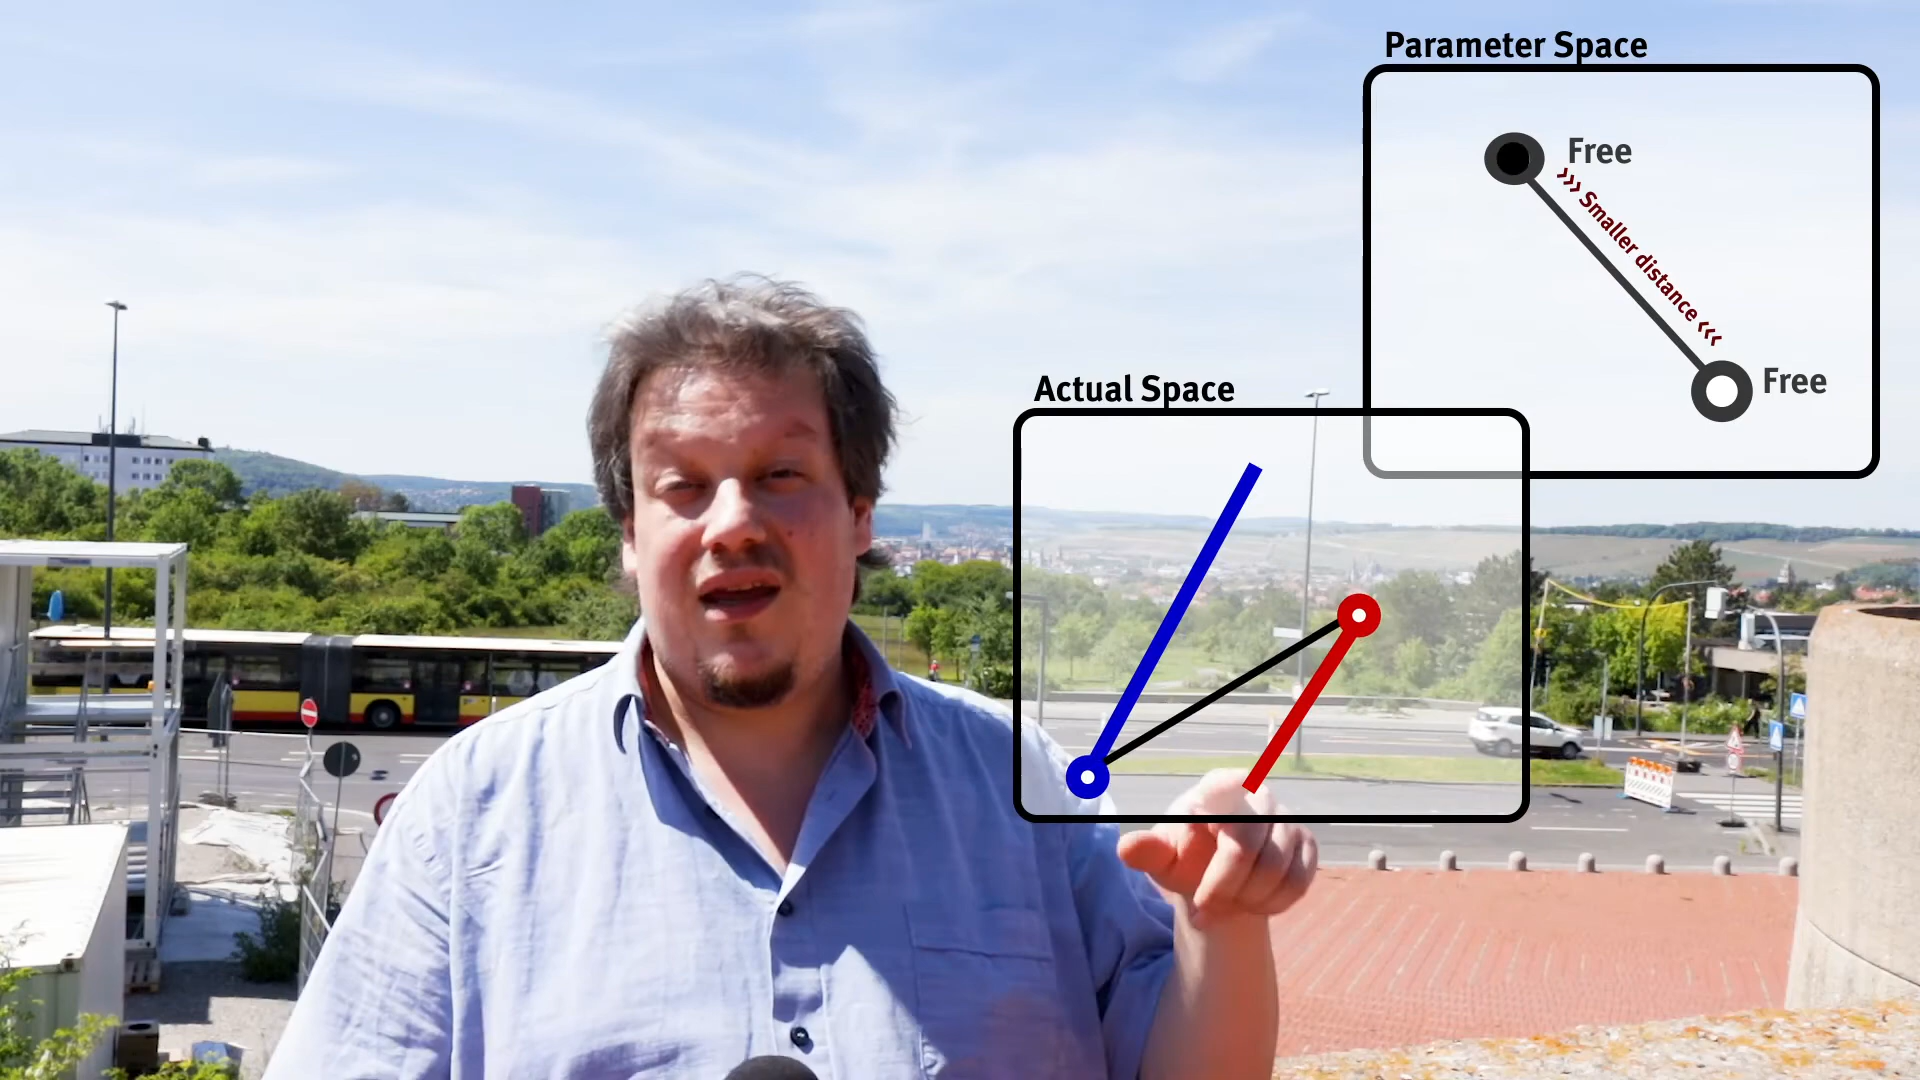 Parameter Space
Free
››› Smaller distance ‹‹‹
Free
Actual Space